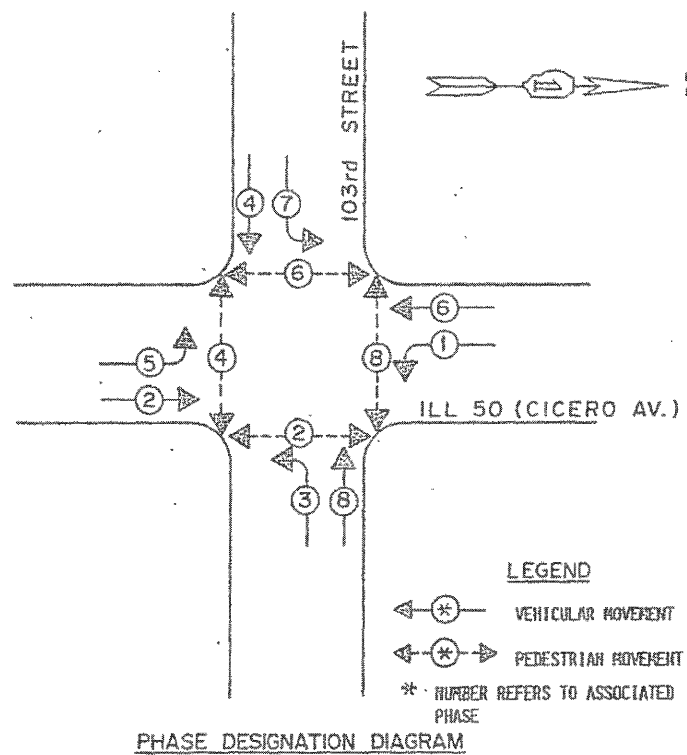 103rd STREET
4
7
6
6
5
4
8
1
2
ILL 50 (CICERO AV.)
2
3
8
LEGEND
* VEHICULAR MOVEMENT
* PEDESTRIAN MOVEMENT
* NUMBER REFERS TO ASSOCIATED
PHASE
PHASE DESIGNATION DIAGRAM